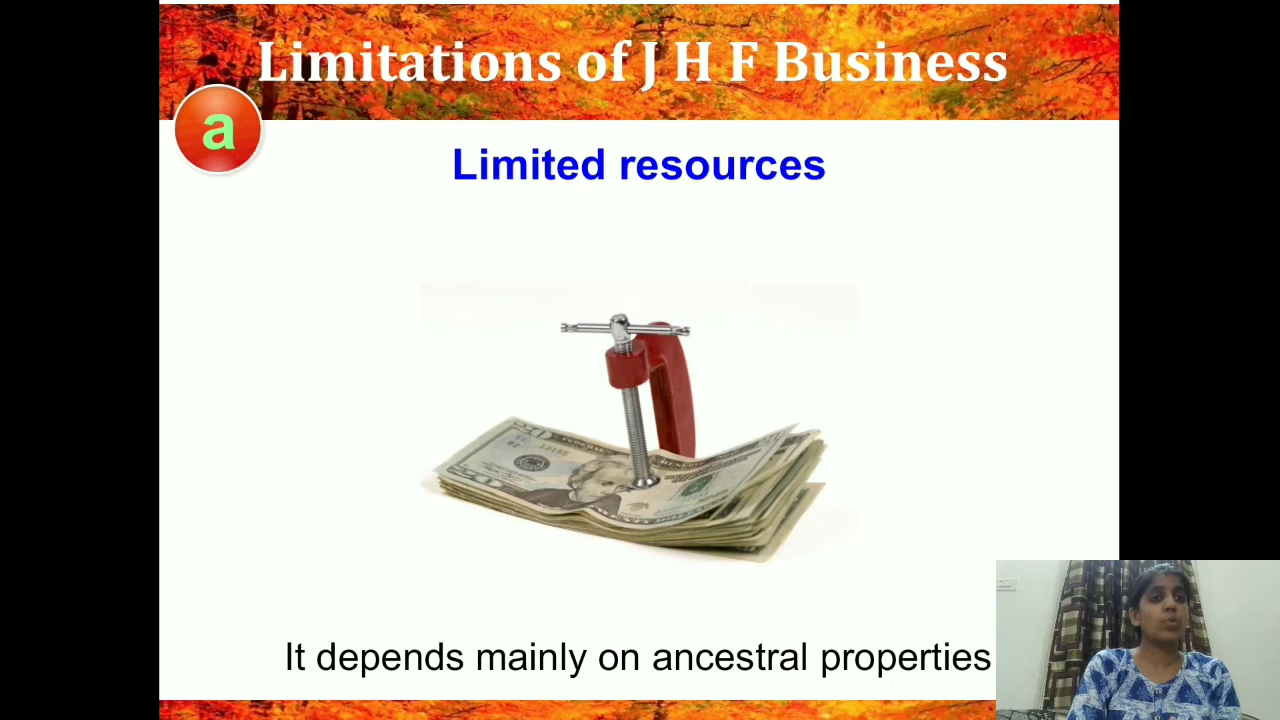 Limitations of J H F Business
a
Limited resources
It depends mainly on ancestral properties